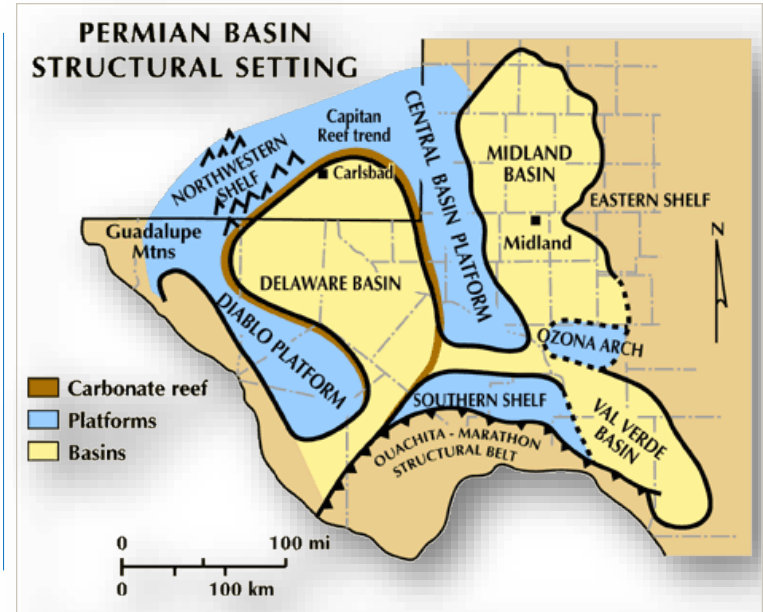 PERMIAN BASIN
STRUCTURAL SETTING
Capitan
Reef trend
CENTRAL BASIN PLATFORM
NORTHWESTERN
SHELF
Carlsbad
MIDLAND
BASIN
EASTERN SHELF
Guadalupe
Mtns
Midland
N
DELAWARE BASIN
DIABLO PLATFORM
OZONA ARCH
Carbonate reef
Platforms
Basins
SOUTHERN SHELF
VAL VERDE
BASIN
OUACHITA - MARATHON
STRUCTURAL BELT
0 100 mi
0 100 km